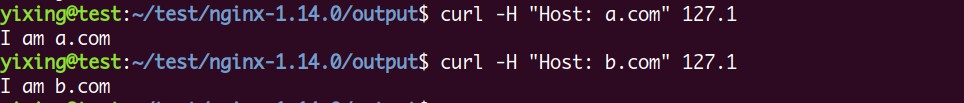 yixing@test:~/test/nginx-1.14.0/output$ curl -H "Host: a.com" 127.1
I am a.com
yixing@test:~/test/nginx-1.14.0/output$ curl -H "Host: b.com" 127.1
I am b.com